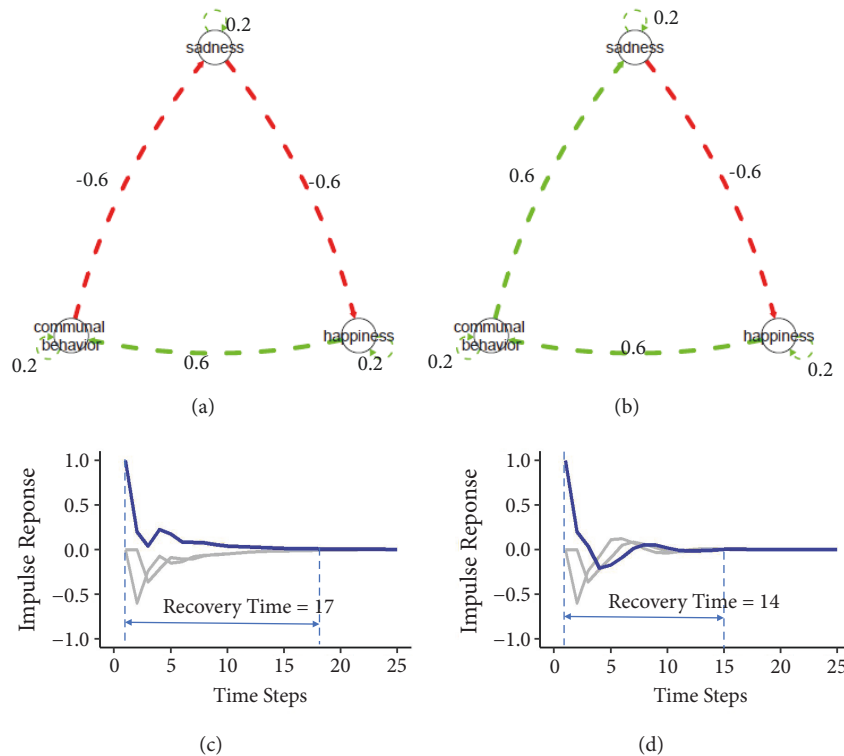 0.2
sadness
-0.6
-0.6
communal
behavior
happiness
0.2
0.6
0.2
(a)
0.2
sadness
0.6
-0.6
communal
behavior
happiness
0.2
0.6
0.2
(b)
Impulse Reponse
1.0
0.5
0.0
−0.5
−1.0
Recovery Time = 17
0 5 10 15 20 25
Time Steps
(c)
Impulse Reponse
1.0
0.5
0.0
−0.5
−1.0
Recovery Time = 14
0 5 10 15 20 25
Time Steps
(d)